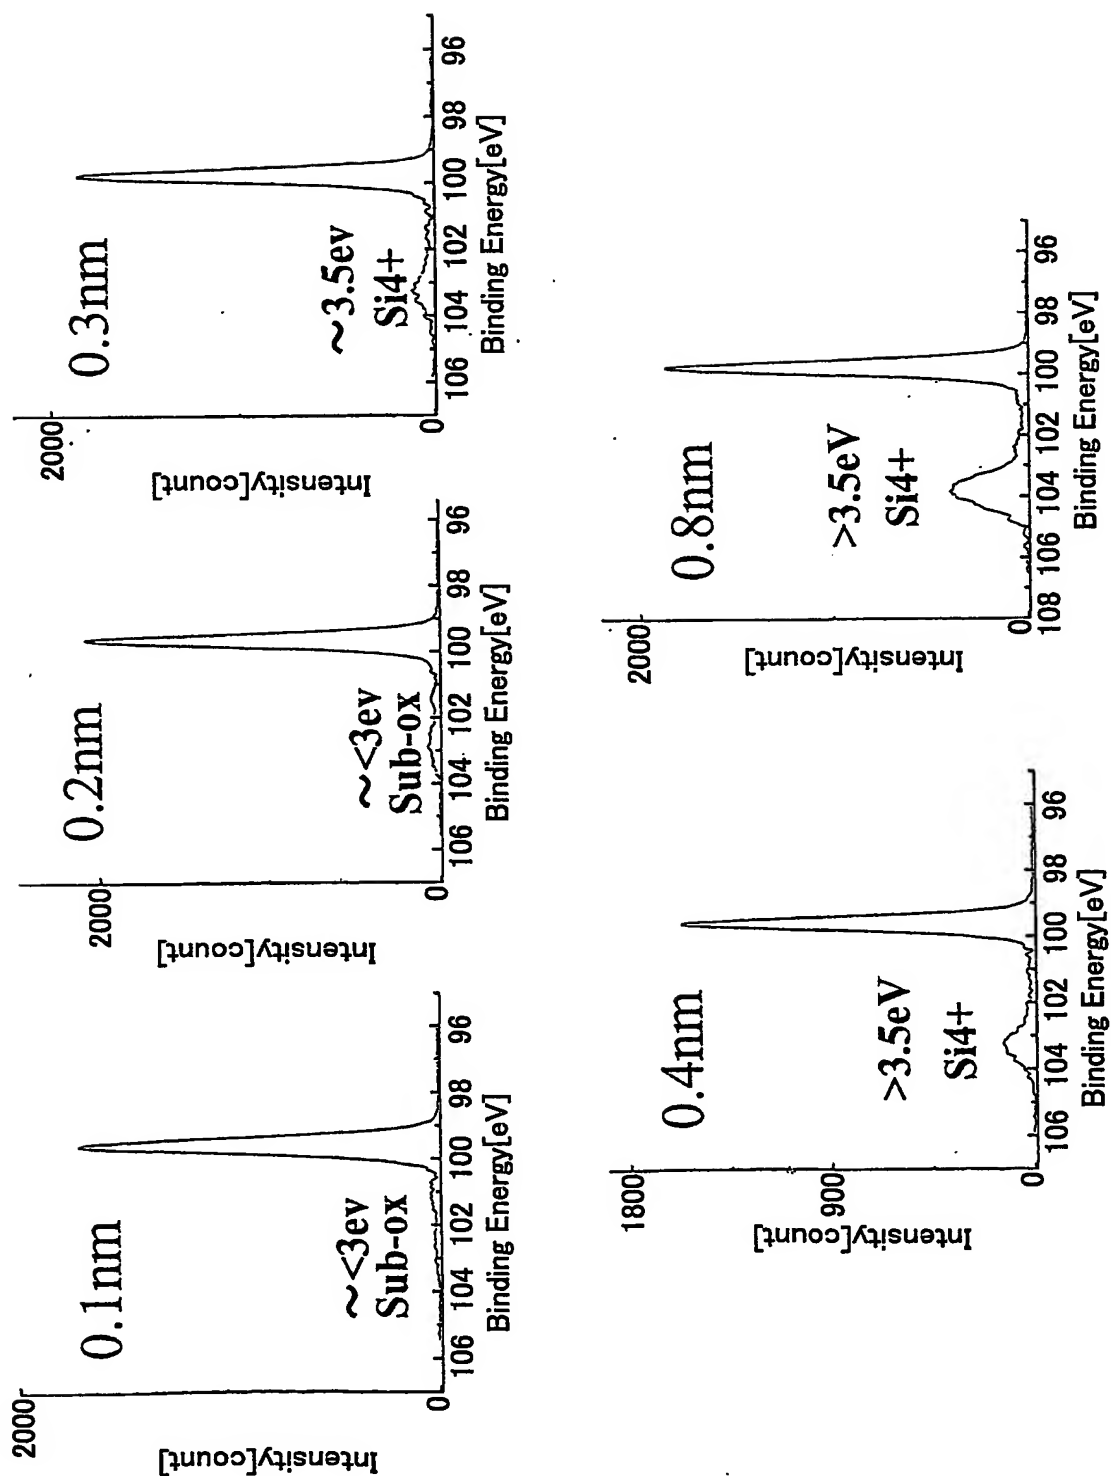 0.1nm
Intensity[count]
2000
0
~<3ev
Sub-ox
106 104 102 100 98 96
Binding Energy[eV]
0.2nm
Intensity[count]
2000
0
~<3ev
Sub-ox
106 104 102 100 98 96
Binding Energy[eV]
0.3nm
Intensity[count]
2000
0
~3.5ev
Si4+
106 104 102 100 98 96
Binding Energy[eV]
0.4nm
Intensity[count]
1800
900
0
>3.5eV
Si4+
106 104 102 100 98 96
Binding Energy[eV]
0.8nm
Intensity[count]
2000
0
>3.5eV
Si4+
108 106 104 102 100 98 96
Binding Energy[eV]